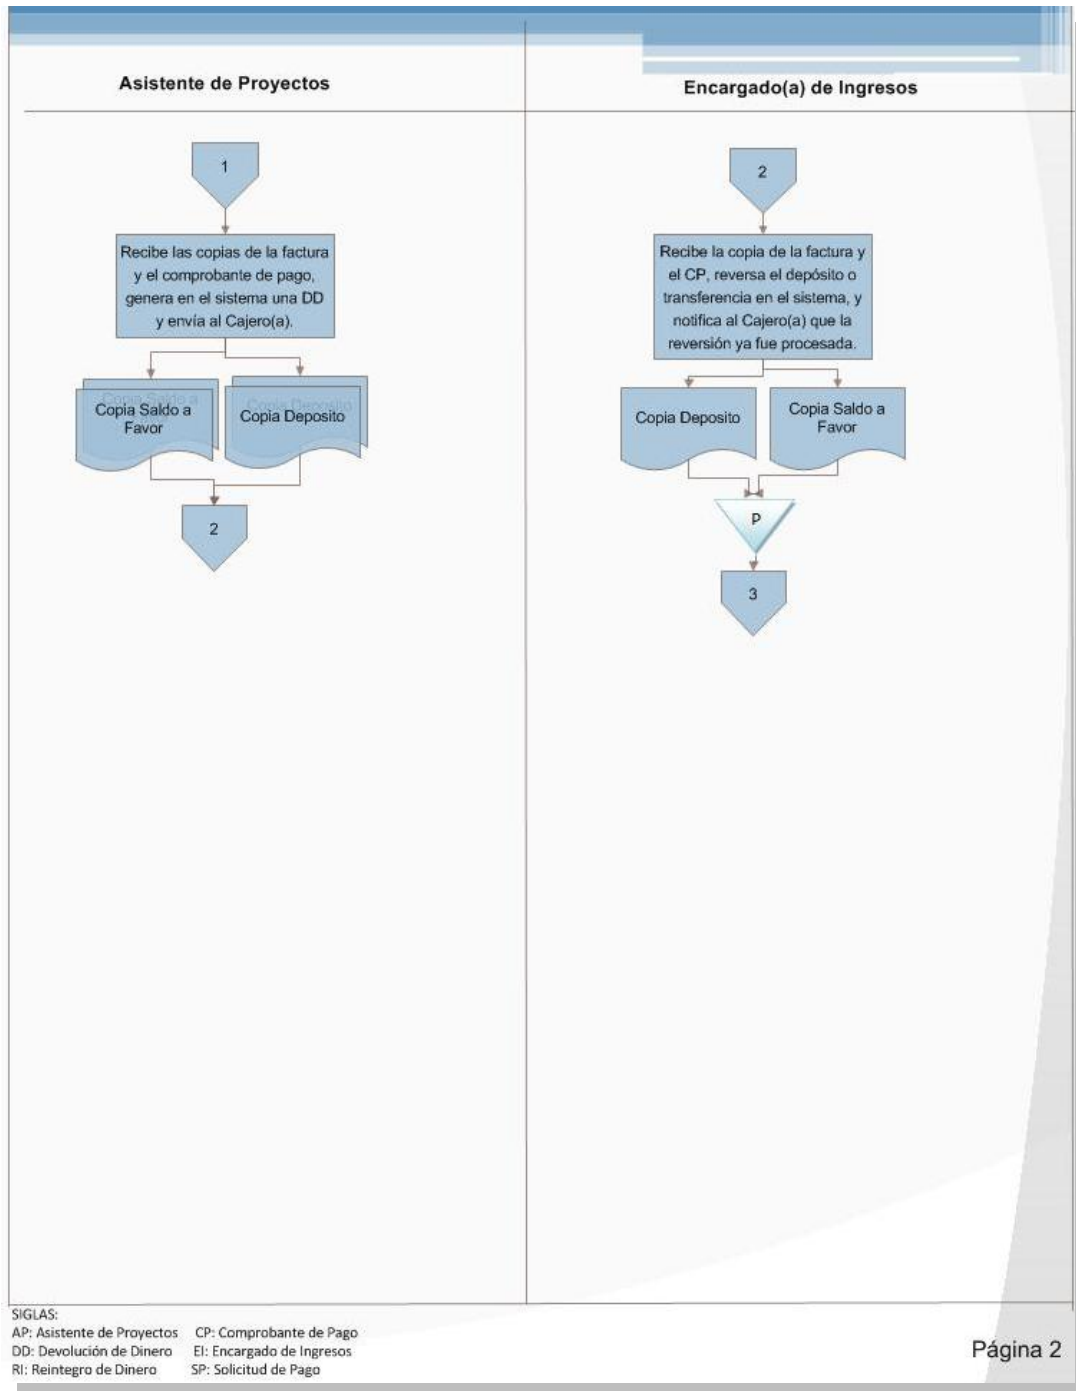 Asistente de Proyectos
Encargado(a) de Ingresos
1
Recibe las copias de la factura
y el comprobante de pago,
genera en el sistema una DD
y envía al Cajero(a).
Copia Saldo a
Copia Saldo a
Favor
Copia Deposito
Copia Deposito
2
2
Recibe la copia de la factura y
el CP, reversa el depósito o
transferencia en el sistema, y
notifica al Cajero(a) que la
reversión ya fue procesada.
Copia Deposito
Copia Saldo a
Favor
P
3
SIGLAS:
AP: Asistente de Proyectos CP: Comprobante de Pago
DD: Devolución de Dinero EI: Encargado de Ingresos
RI: Reintegro de Dinero SP: Solicitud de Pago
Página 2